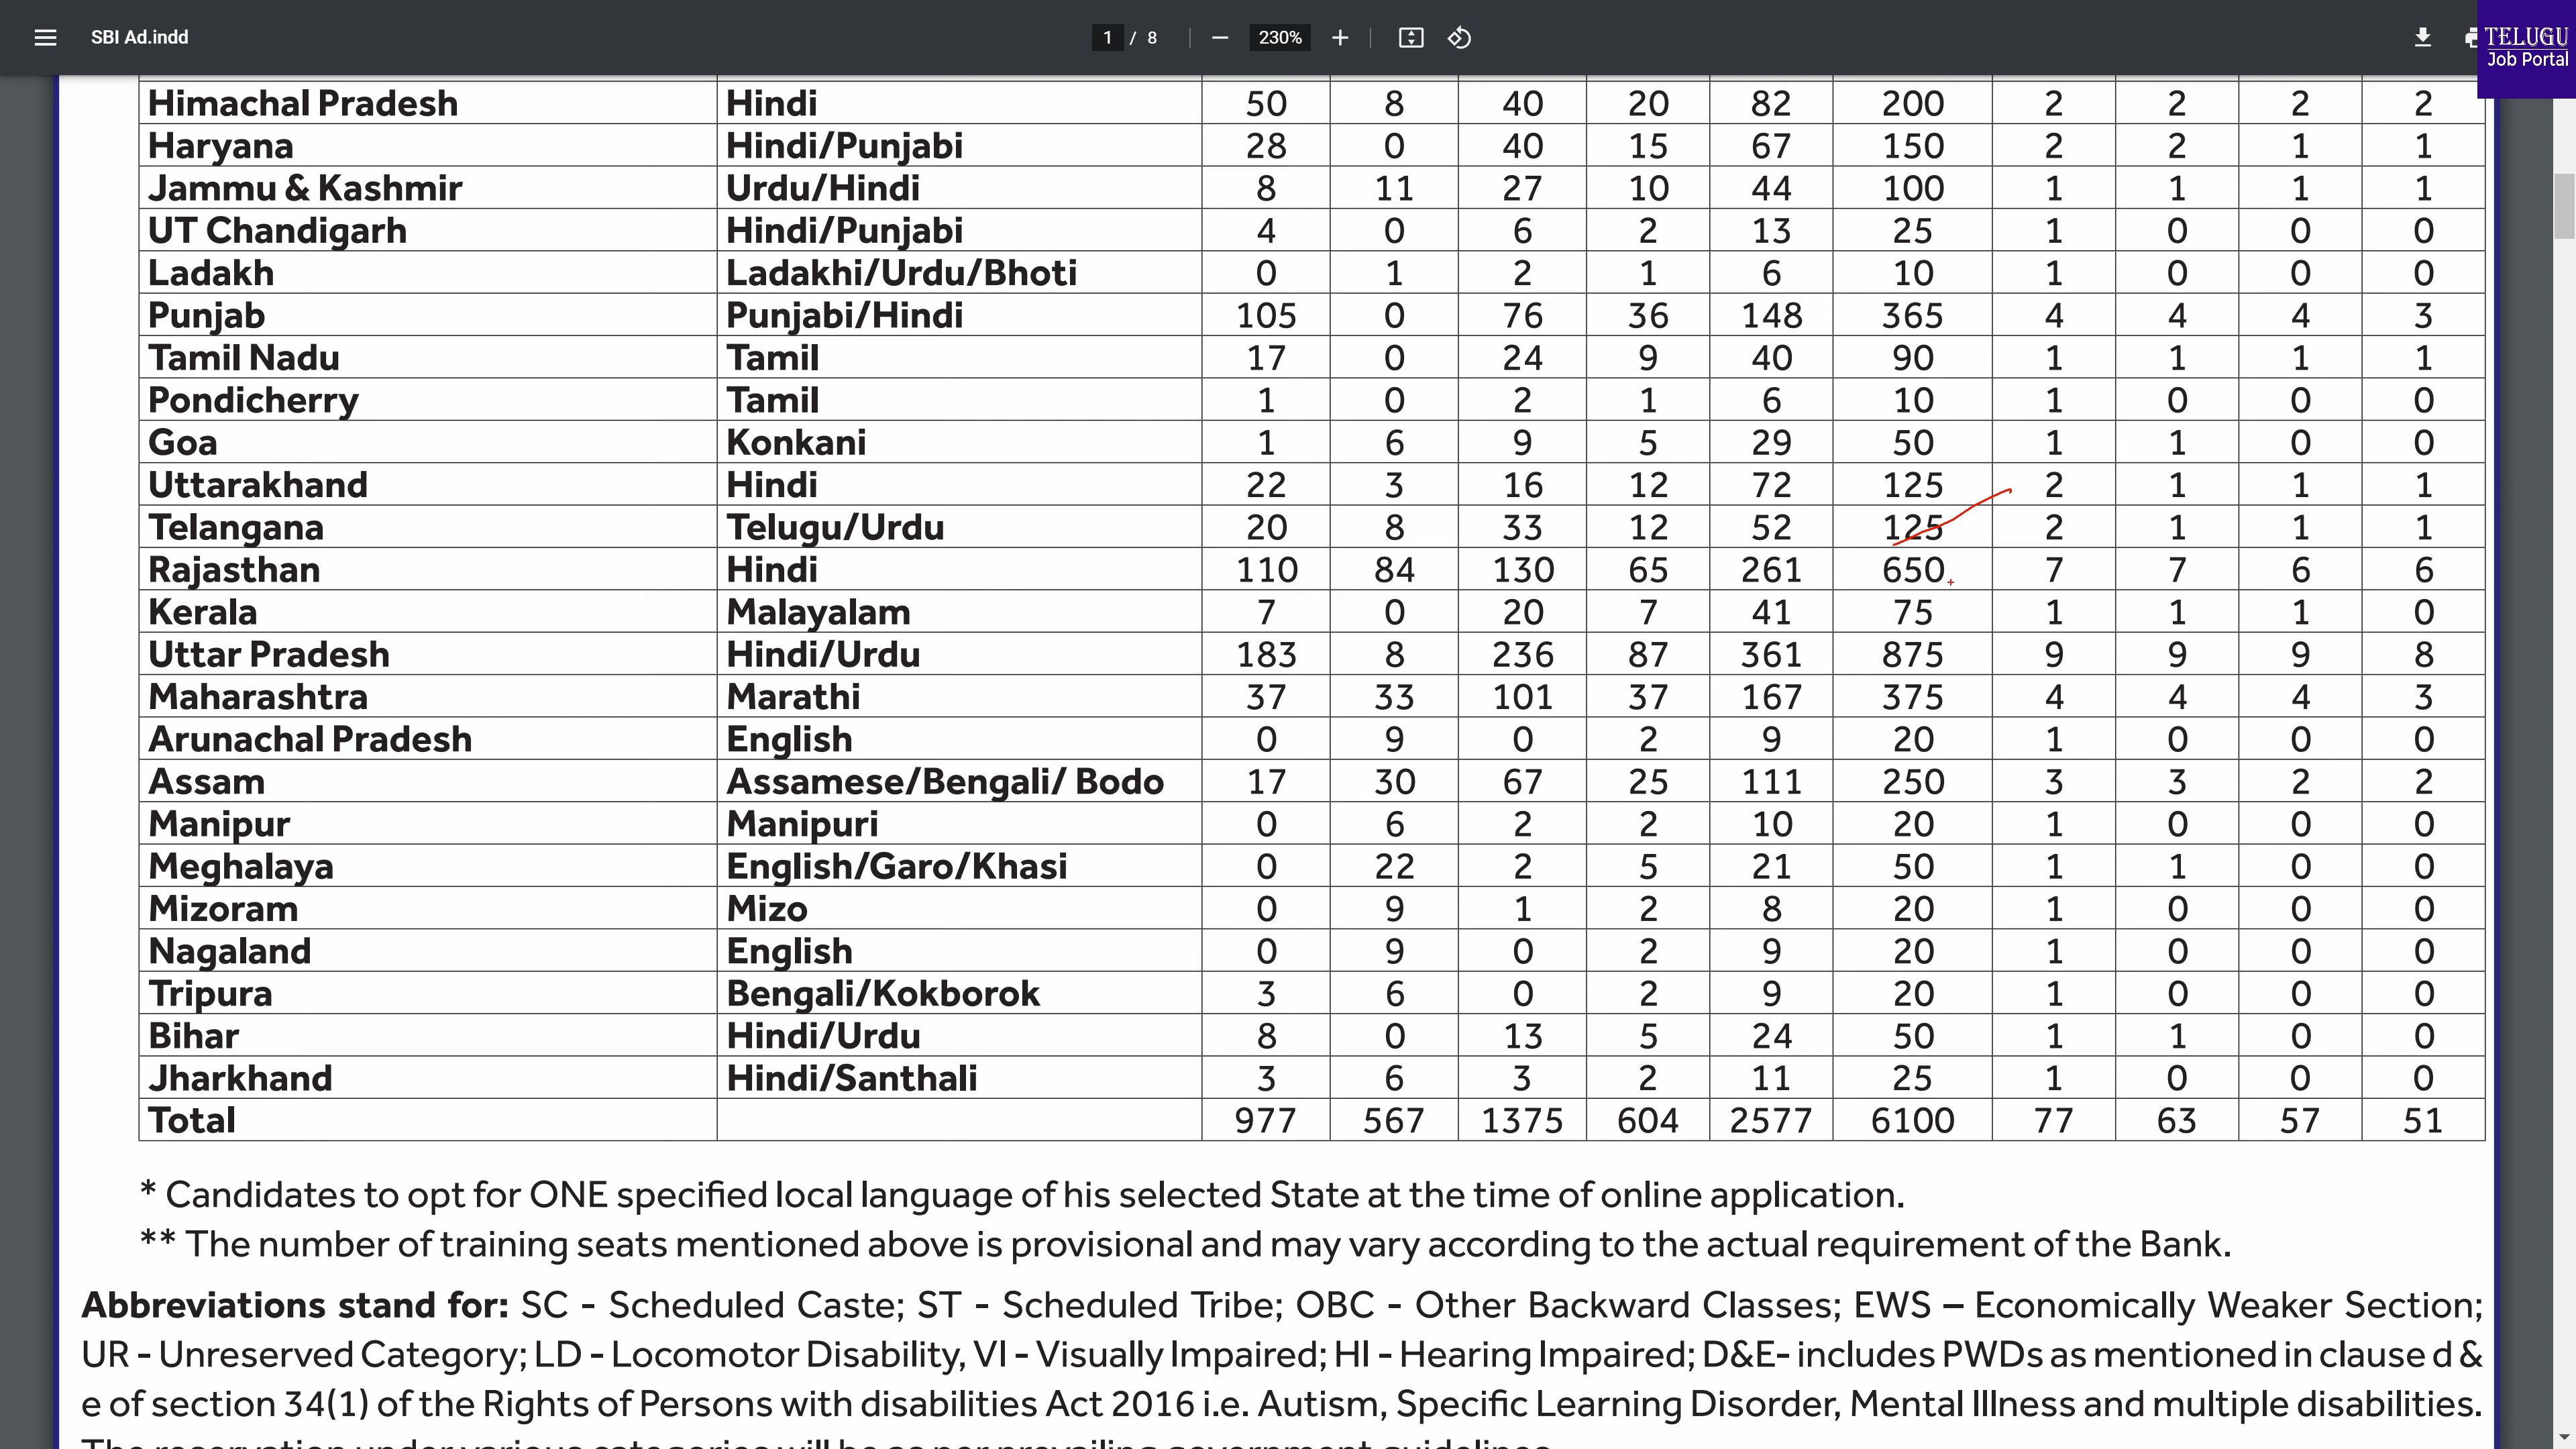 SBI Ad.indd 1 / 8 230%
TELUGU
Job Portal
Himachal Pradesh Hindi 50 8 40 20 82 200 2 2 2 2
Haryana Hindi/Punjabi 28 0 40 15 67 150 2 2 1 1
Jammu & Kashmir Urdu/Hindi 8 11 27 10 44 100 1 1 1 1
UT Chandigarh Hindi/Punjabi 4 0 6 2 13 25 1 0 0 0
Ladakh Ladakhi/Urdu/Bhoti 0 1 2 1 6 10 1 0 0 0
Punjab Punjabi/Hindi 105 0 76 36 148 365 4 4 4 3
Tamil Nadu Tamil 17 0 24 9 40 90 1 1 1 1
Pondicherry Tamil 1 0 2 1 6 10 1 0 0 0
Goa Konkani 1 6 9 5 29 50 1 1 0 0
Uttarakhand Hindi 22 3 16 12 72 125 2 1 1 1
Telangana Telugu/Urdu 20 8 33 12 52 125 2 1 1 1
Rajasthan Hindi 110 84 130 65 261 650 7 7 6 6
Kerala Malayalam 7 0 20 7 41 75 1 1 1 0
Uttar Pradesh Hindi/Urdu 183 8 236 87 361 875 9 9 9 8
Maharashtra Marathi 37 33 101 37 167 375 4 4 4 3
Arunachal Pradesh English 0 9 0 2 9 20 1 0 0 0
Assam Assamese/Bengali/ Bodo 17 30 67 25 111 250 3 3 2 2
Manipur Manipuri 0 6 2 2 10 20 1 0 0 0
Meghalaya English/Garo/Khasi 0 22 2 5 21 50 1 1 0 0
Mizoram Mizo 0 9 1 2 8 20 1 0 0 0
Nagaland English 0 9 0 2 9 20 1 0 0 0
Tripura Bengali/Kokborok 3 6 0 2 9 20 1 0 0 0
Bihar Hindi/Urdu 8 0 13 5 24 50 1 1 0 0
Jharkhand Hindi/Santhali 3 6 3 2 11 25 1 0 0 0
Total 977 567 1375 604 2577 6100 77 63 57 51
* Candidates to opt for ONE specified local language of his selected State at the time of online application.
** The number of training seats mentioned above is provisional and may vary according to the actual requirement of the Bank.
Abbreviations stand for: SC - Scheduled Caste; ST - Scheduled Tribe; OBC - Other Backward Classes; EWS – Economically Weaker Section;
UR - Unreserved Category; LD - Locomotor Disability, VI - Visually Impaired; HI - Hearing Impaired; D&E- includes PWDs as mentioned in clause d &
e of section 34(1) of the Rights of Persons with disabilities Act 2016 i.e. Autism, Specific Learning Disorder, Mental Illness and multiple disabilities.
The reservation under various categories will be as per prevailing government guidelines.